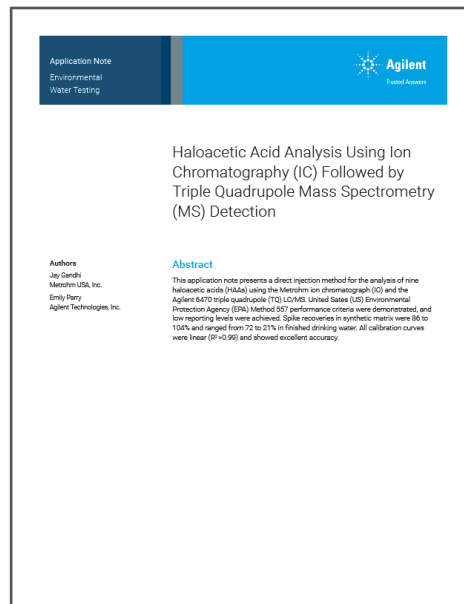 Application Note
Environmental
Water Testing
Agilent
Trusted Answers
Haloacetic Acid Analysis Using Ion
Chromatography (IC) Followed by
Triple Quadrupole Mass Spectrometry
(MS) Detection
Authors
Jay Gandhi
Metrohm USA, Inc.
Emily Parry
Agilent Technologies, Inc.
Abstract
This application note presents a direct injection method for the analysis of nine
haloacetic acids (HAAs) using the Metrohm ion chromatograph (IC) and the
Agilent 6470 triple quadrupole (TQ) LC/MS. United Sates (US) Environmental
Protection Agency (EPA) Method 557 performance criteria were demonstrated, and
low reporting levels were achieved. Spike recoveries in synthetic matrix were 86 to
104% and ranged from 72 to 21% in finished drinking water. All calibration curves
were linear (R²>0.99) and showed excellent accuracy.